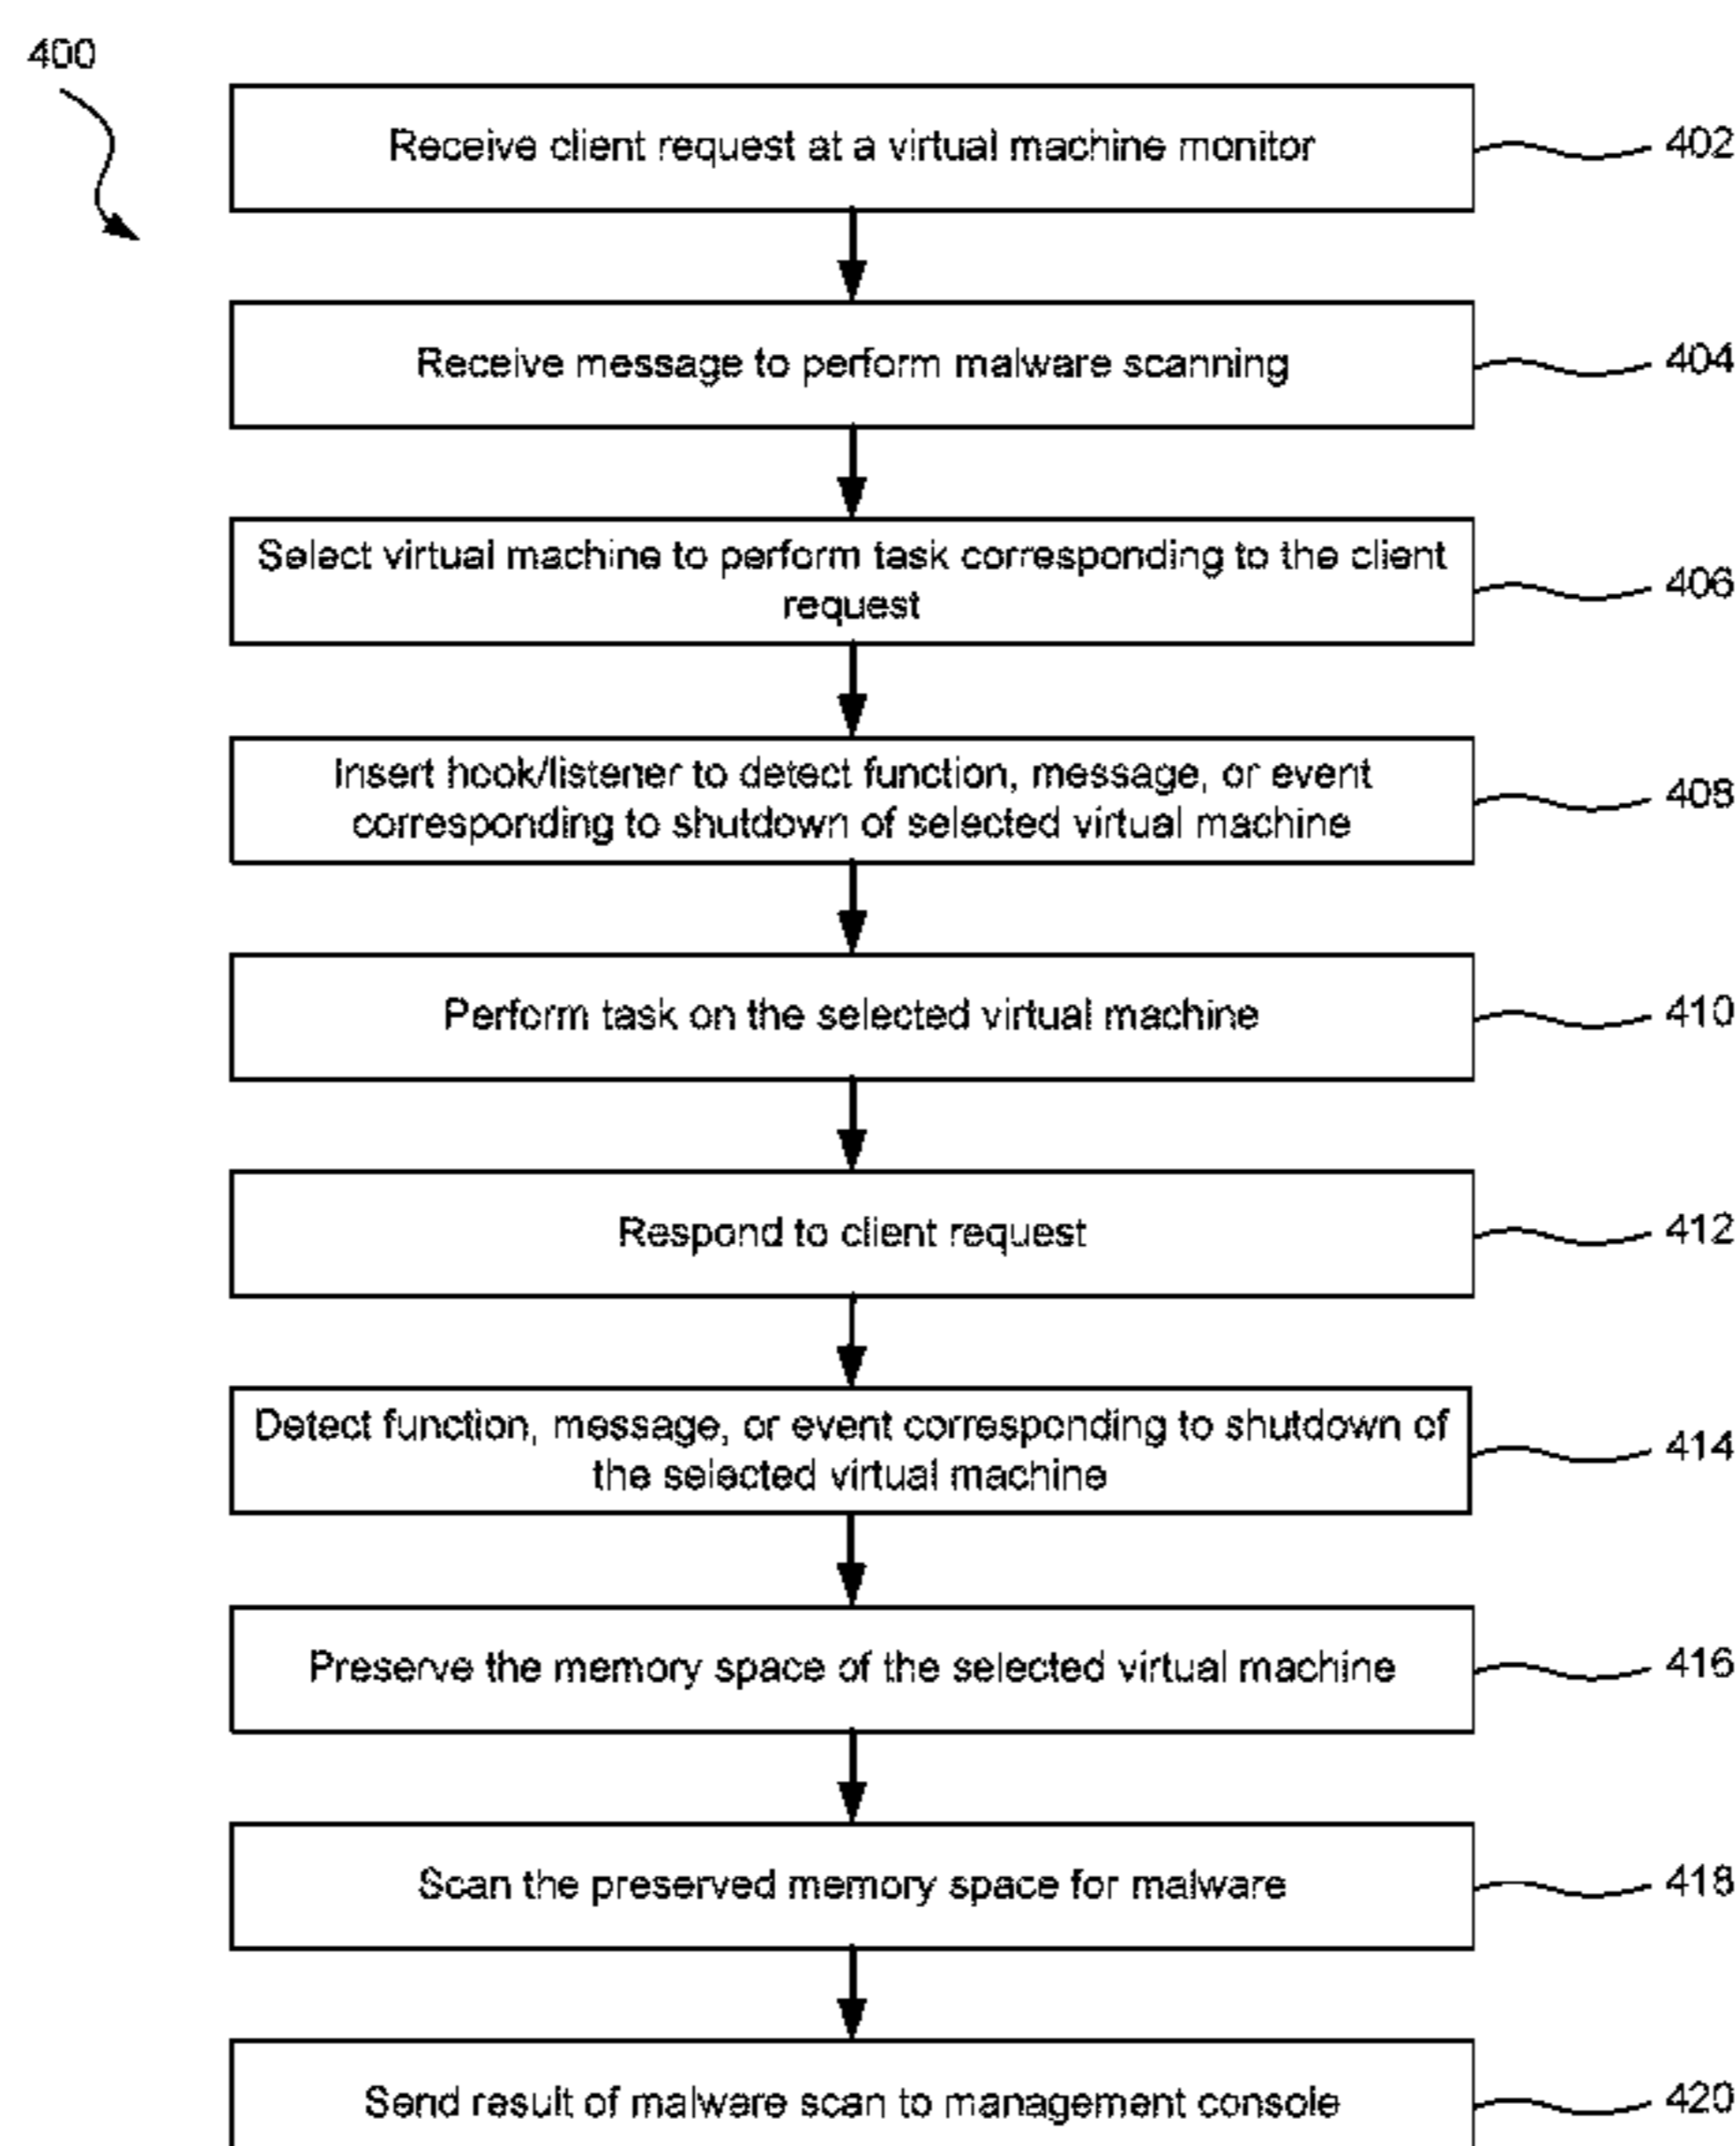 400
Receive client request at a virtual machine monitor
402
Receive message to perform malware scanning
404
Select virtual machine to perform task corresponding to the client
request
406
Insert hook/listener to detect function, message, or event
corresponding to shutdown of selected virtual machine
408
Perform task on the selected virtual machine
410
Respond to client request
412
Detect function, message, or event corresponding to shutdown of
the selected virtual machine
414
Preserve the memory space of the selected virtual machine
416
Scan the preserved memory space for malware
418
Send result of malware scan to management console
420